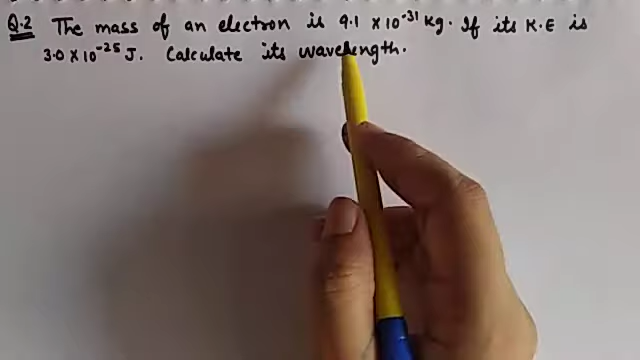 Q.2 The mass of an electron is 9.1 × 10⁻³¹ kg. If its K.E is
3.0 × 10⁻²⁵ J. Calculate its wavelength.